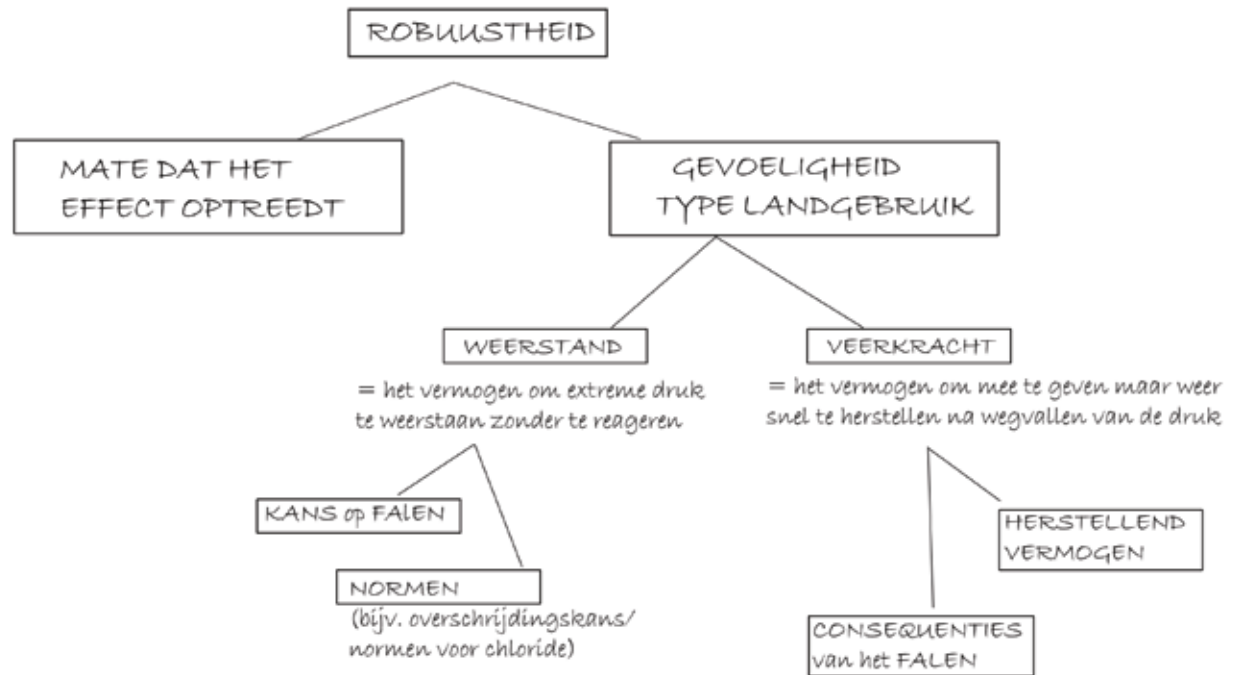 ROBUUSTHEID
MATE DAT HET
EFFECT OPTREEDT
GEVOELIGHEID
TYPE LANDGEBRUIK
WEERSTAND
= het vermogen om extreme druk
te weerstaan zonder te reageren
VEERKRACHT
= het vermogen om mee te geven maar weer
snel te herstellen na wegvallen van de druk
KANS op FAlEN
NORMEN
(bijv. overschrijdingskans/
normen voor chloride)
HERSTELLEND
VERMOGEN
CONSEQUENTIES
van het FALEN